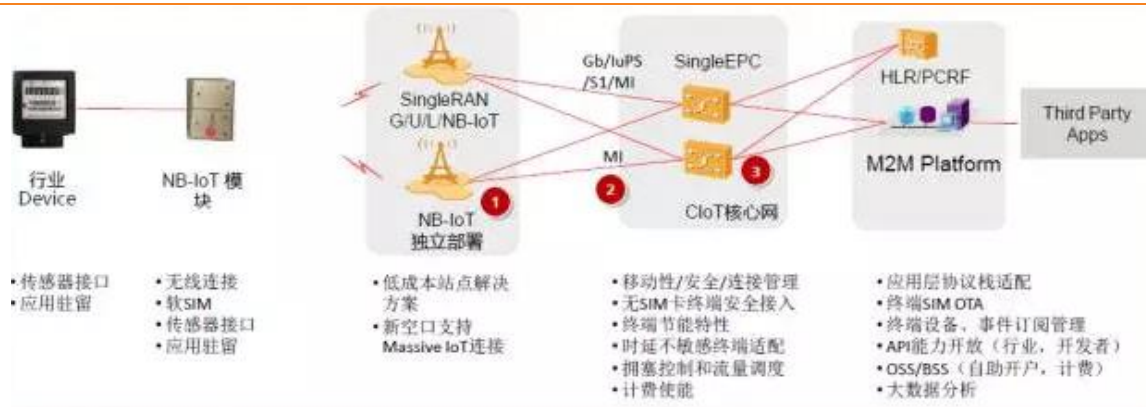 行业
Device
NB-IoT 模
块
SingleRAN
G/U/L/NB-IoT
NB-IoT
独立部署
1
Gb/IuPS
/S1/MI
MI
2
SingleEPC
3
CIoT核心网
HLR/PCRF
M2M Platform
Third Party
Apps
•传感器接口
•应用驻留
•无线连接
•软SIM
•传感器接口
•应用驻留
•低成本站点解决
方案
•新空口支持
Massive IoT连接
•移动性/安全/连接管理
•无SIM卡终端安全接入
•终端节能特性
•时延不敏感终端适配
•拥塞控制和流量调度
•计费使能
•应用层协议栈适配
•终端SIM OTA
•终端设备、事件订阅管理
•API能力开放（行业，开发者）
•OSS/BSS（自助开户，计费）
•大数据分析